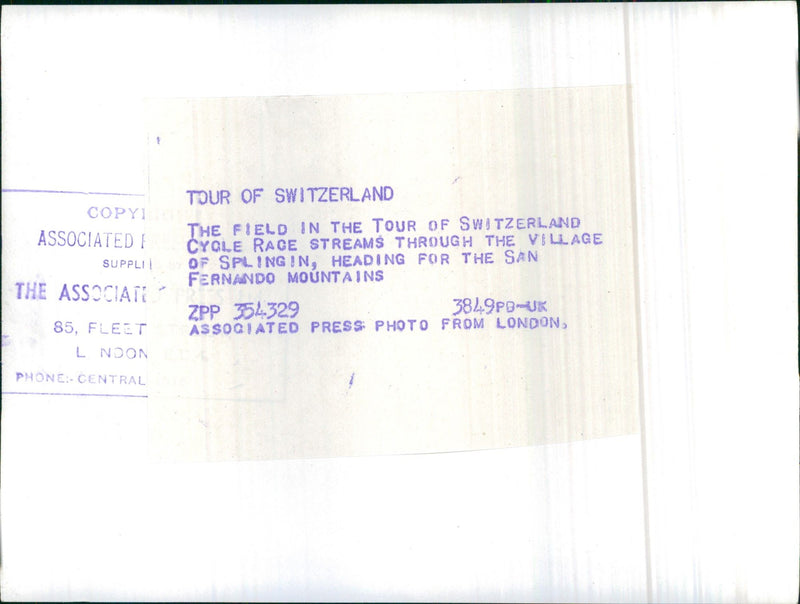 TOUR OF SWITZERLAND
THE FIELD IN THE TOUR OF SWITZERLAND
CYCLE RACE STREAMS THROUGH THE VILLAGE
OF SPLINGIN, HEADING FOR THE SAN
FERNANDO MOUNTAINS
ZPP 354329 3849PD-UK
ASSOCIATED PRESS PHOTO FROM LONDON.
COPYRI
ASSOCIATED P
SUPPLI
THE ASSOCIATE
85, FLEET
L NDON
PHONE:- CENTRAL